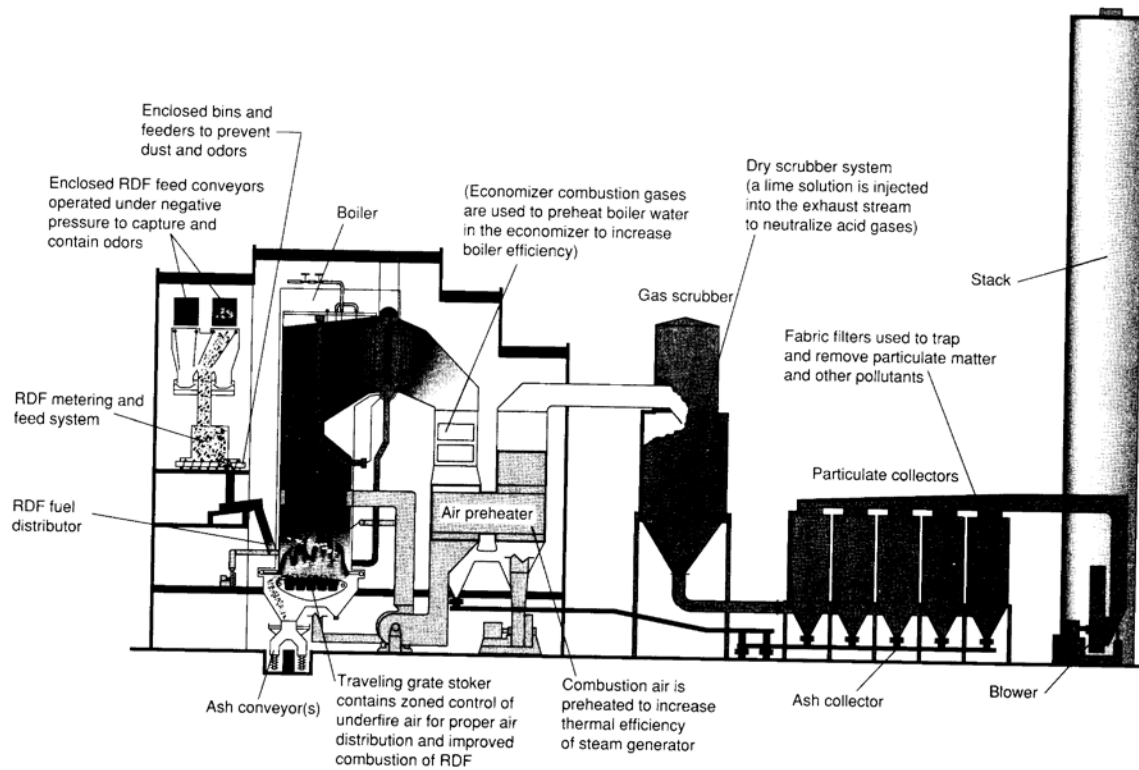 Enclosed bins and
feeders to prevent
dust and odors
Enclosed RDF feed conveyors
operated under negative
pressure to capture and
contain odors
Boiler
(Economizer combustion gases
are used to preheat boiler water
in the economizer to increase
boiler efficiency)
Dry scrubber system
(a lime solution is injected
into the exhaust stream
to neutralize acid gases)
Gas scrubber
Stack
Fabric filters used to trap
and remove particulate matter
and other pollutants
RDF metering and
feed system
Particulate collectors
RDF fuel
distributor
Air preheater
Ash conveyor(s)
Traveling grate stoker
contains zoned control of
underfire air for proper air
distribution and improved
combustion of RDF
Combustion air is
preheated to increase
thermal efficiency
of steam generator
Ash collector
Blower